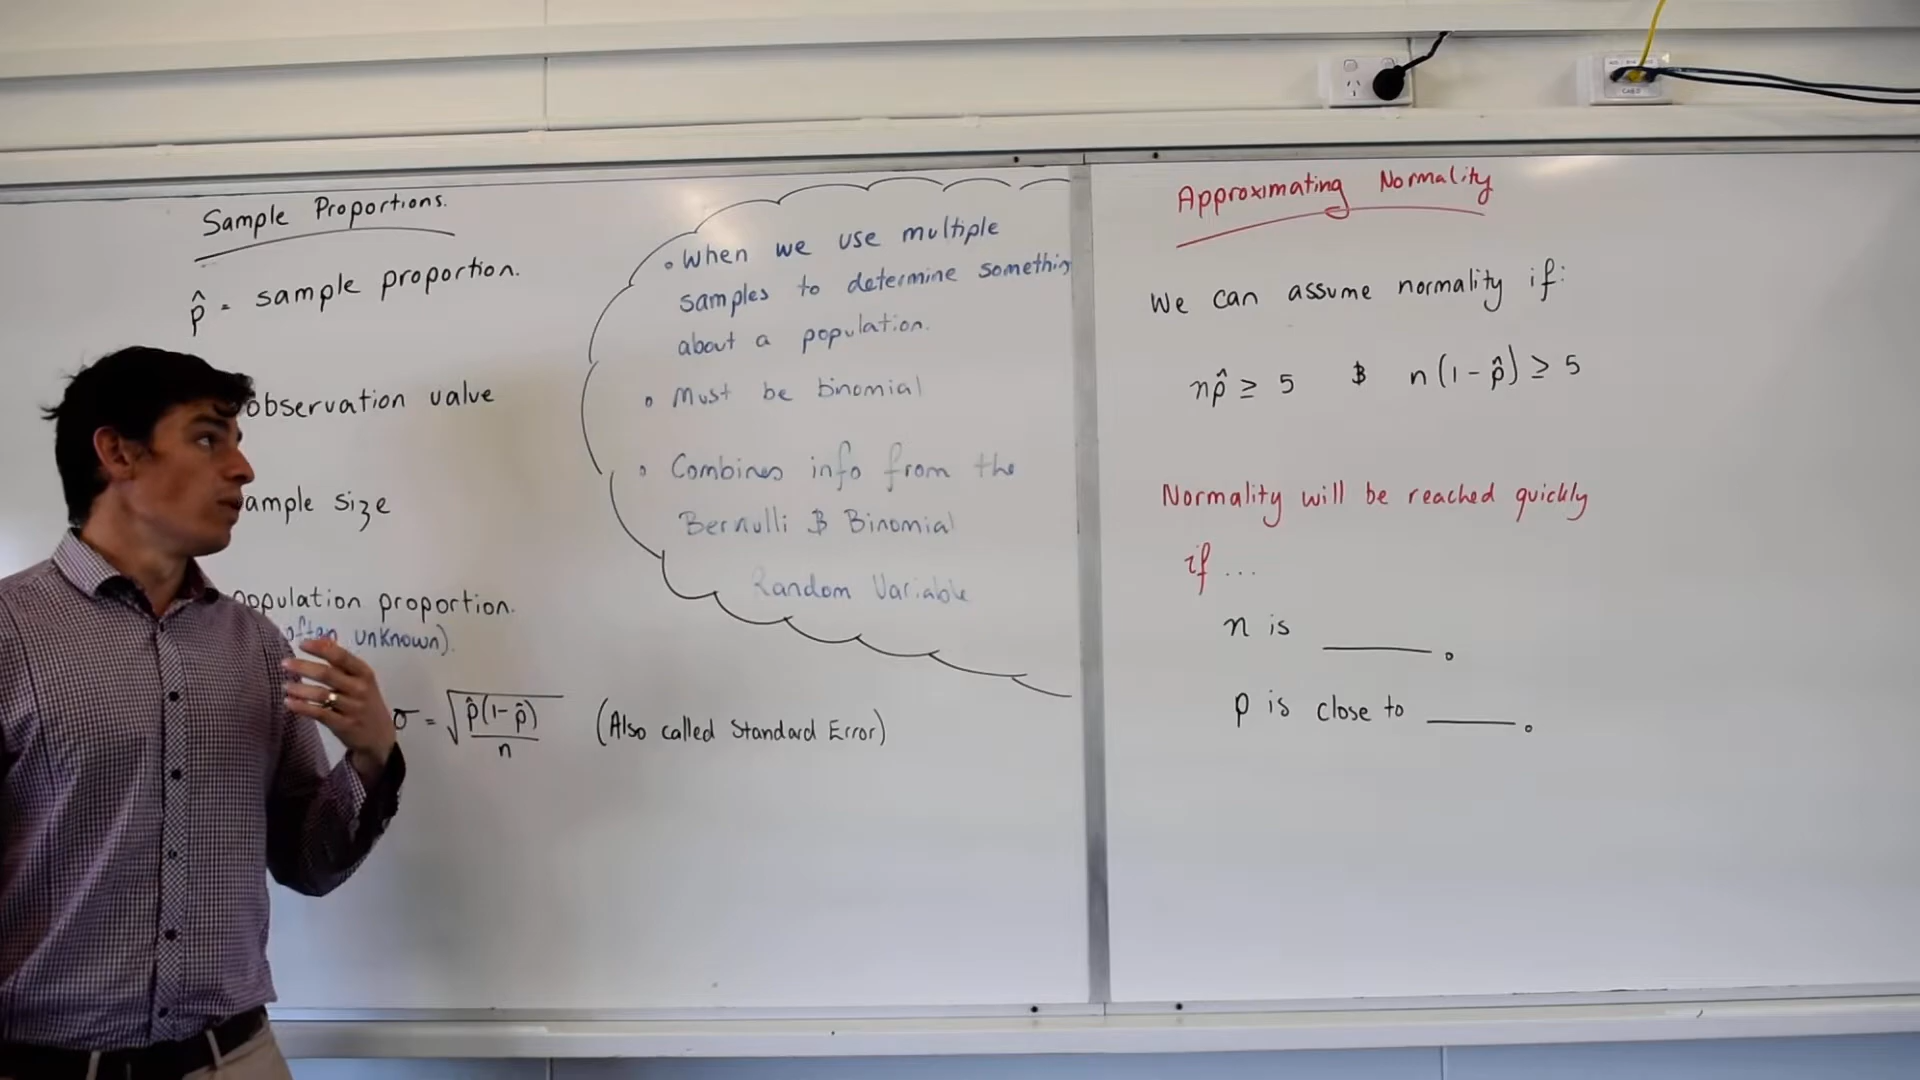 Sample Proportions.
p̂ = sample proportion.
observation value
ample size
population proportion.
often unknown).
σ = √(p̂(1-p̂)/n) (Also called Standard Error)
• When we use multiple
samples to determine somethin
about a population.
• Must be binomial
• Combines info from the
Bernulli & Binomial
Random Variable
Approximating Normality
We can assume normality if:
np̂ ≥ 5 & n(1-p̂) ≥ 5
Normality will be reached quickly
if ...
n is ______.
p is close to ______.